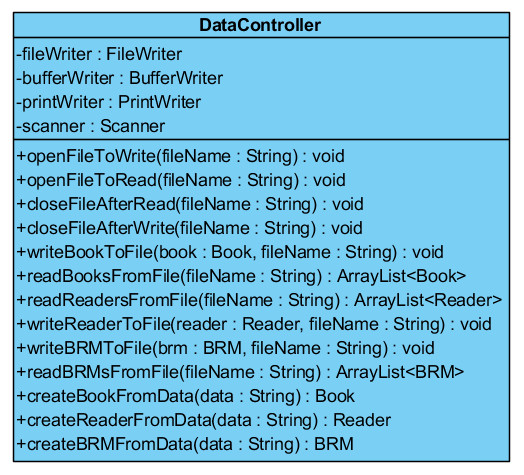 DataController
-fileWriter : FileWriter
-bufferWriter : BufferWriter
-printWriter : PrintWriter
-scanner : Scanner
+openFileToWrite(fileName : String) : void
+openFileToRead(fileName : String) : void
+closeFileAfterRead(fileName : String) : void
+closeFileAfterWrite(fileName : String) : void
+writeBookToFile(book : Book, fileName : String) : void
+readBooksFromFile(fileName : String) : ArrayList<Book>
+readReadersFromFile(fileName : String) : ArrayList<Reader>
+writeReaderToFile(reader : Reader, fileName : String) : void
+writeBRMToFile(brm : BRM, fileName : String) : void
+readBRMsFromFile(fileName : String) : ArrayList<BRM>
+createBookFromData(data : String) : Book
+createReaderFromData(data : String) : Reader
+createBRMFromData(data : String) : BRM